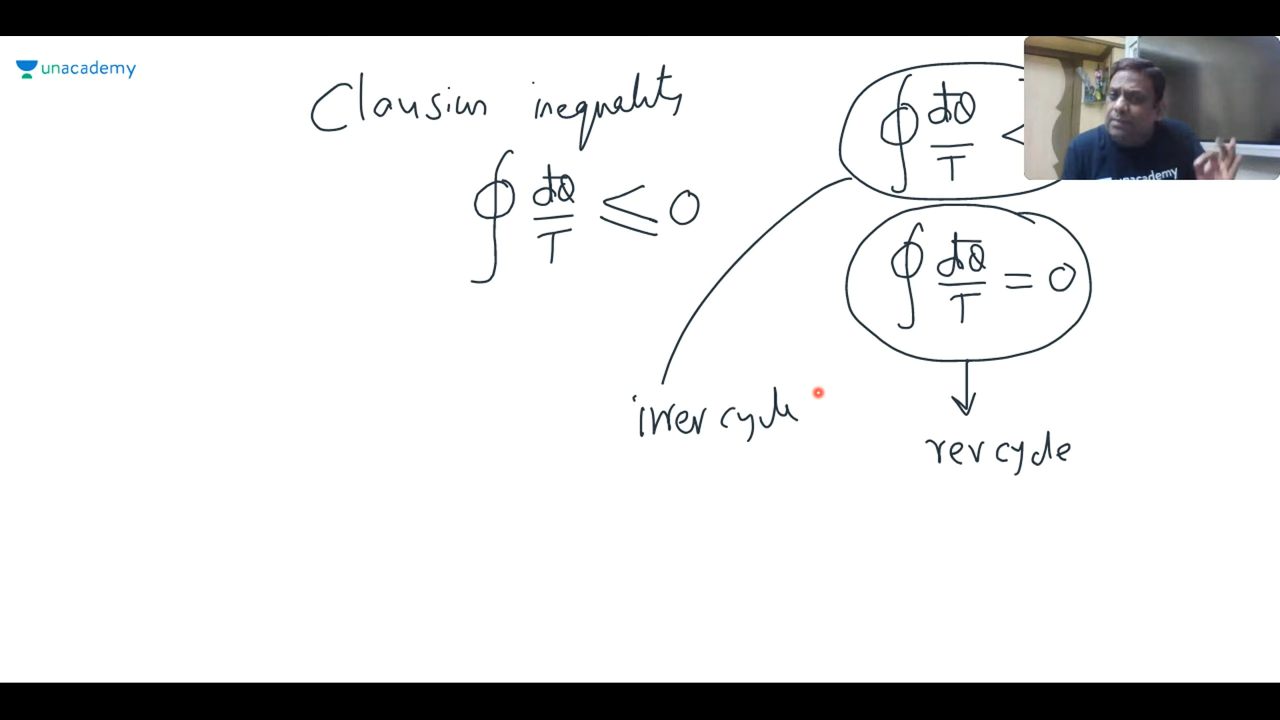 unacademy
Clausius inequality
∮ đQ/T ≤ 0
∮ đQ/T <
∮ đQ/T = 0
irrev cycle
rev cycle
unacademy